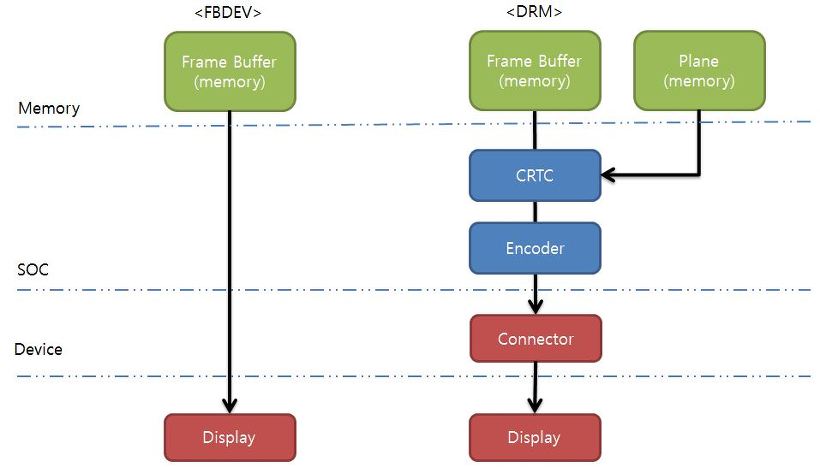 <FBDEV>
<DRM>
Frame Buffer
(memory)
Frame Buffer
(memory)
Plane
(memory)
Memory
CRTC
Encoder
SOC
Connector
Device
Display
Display